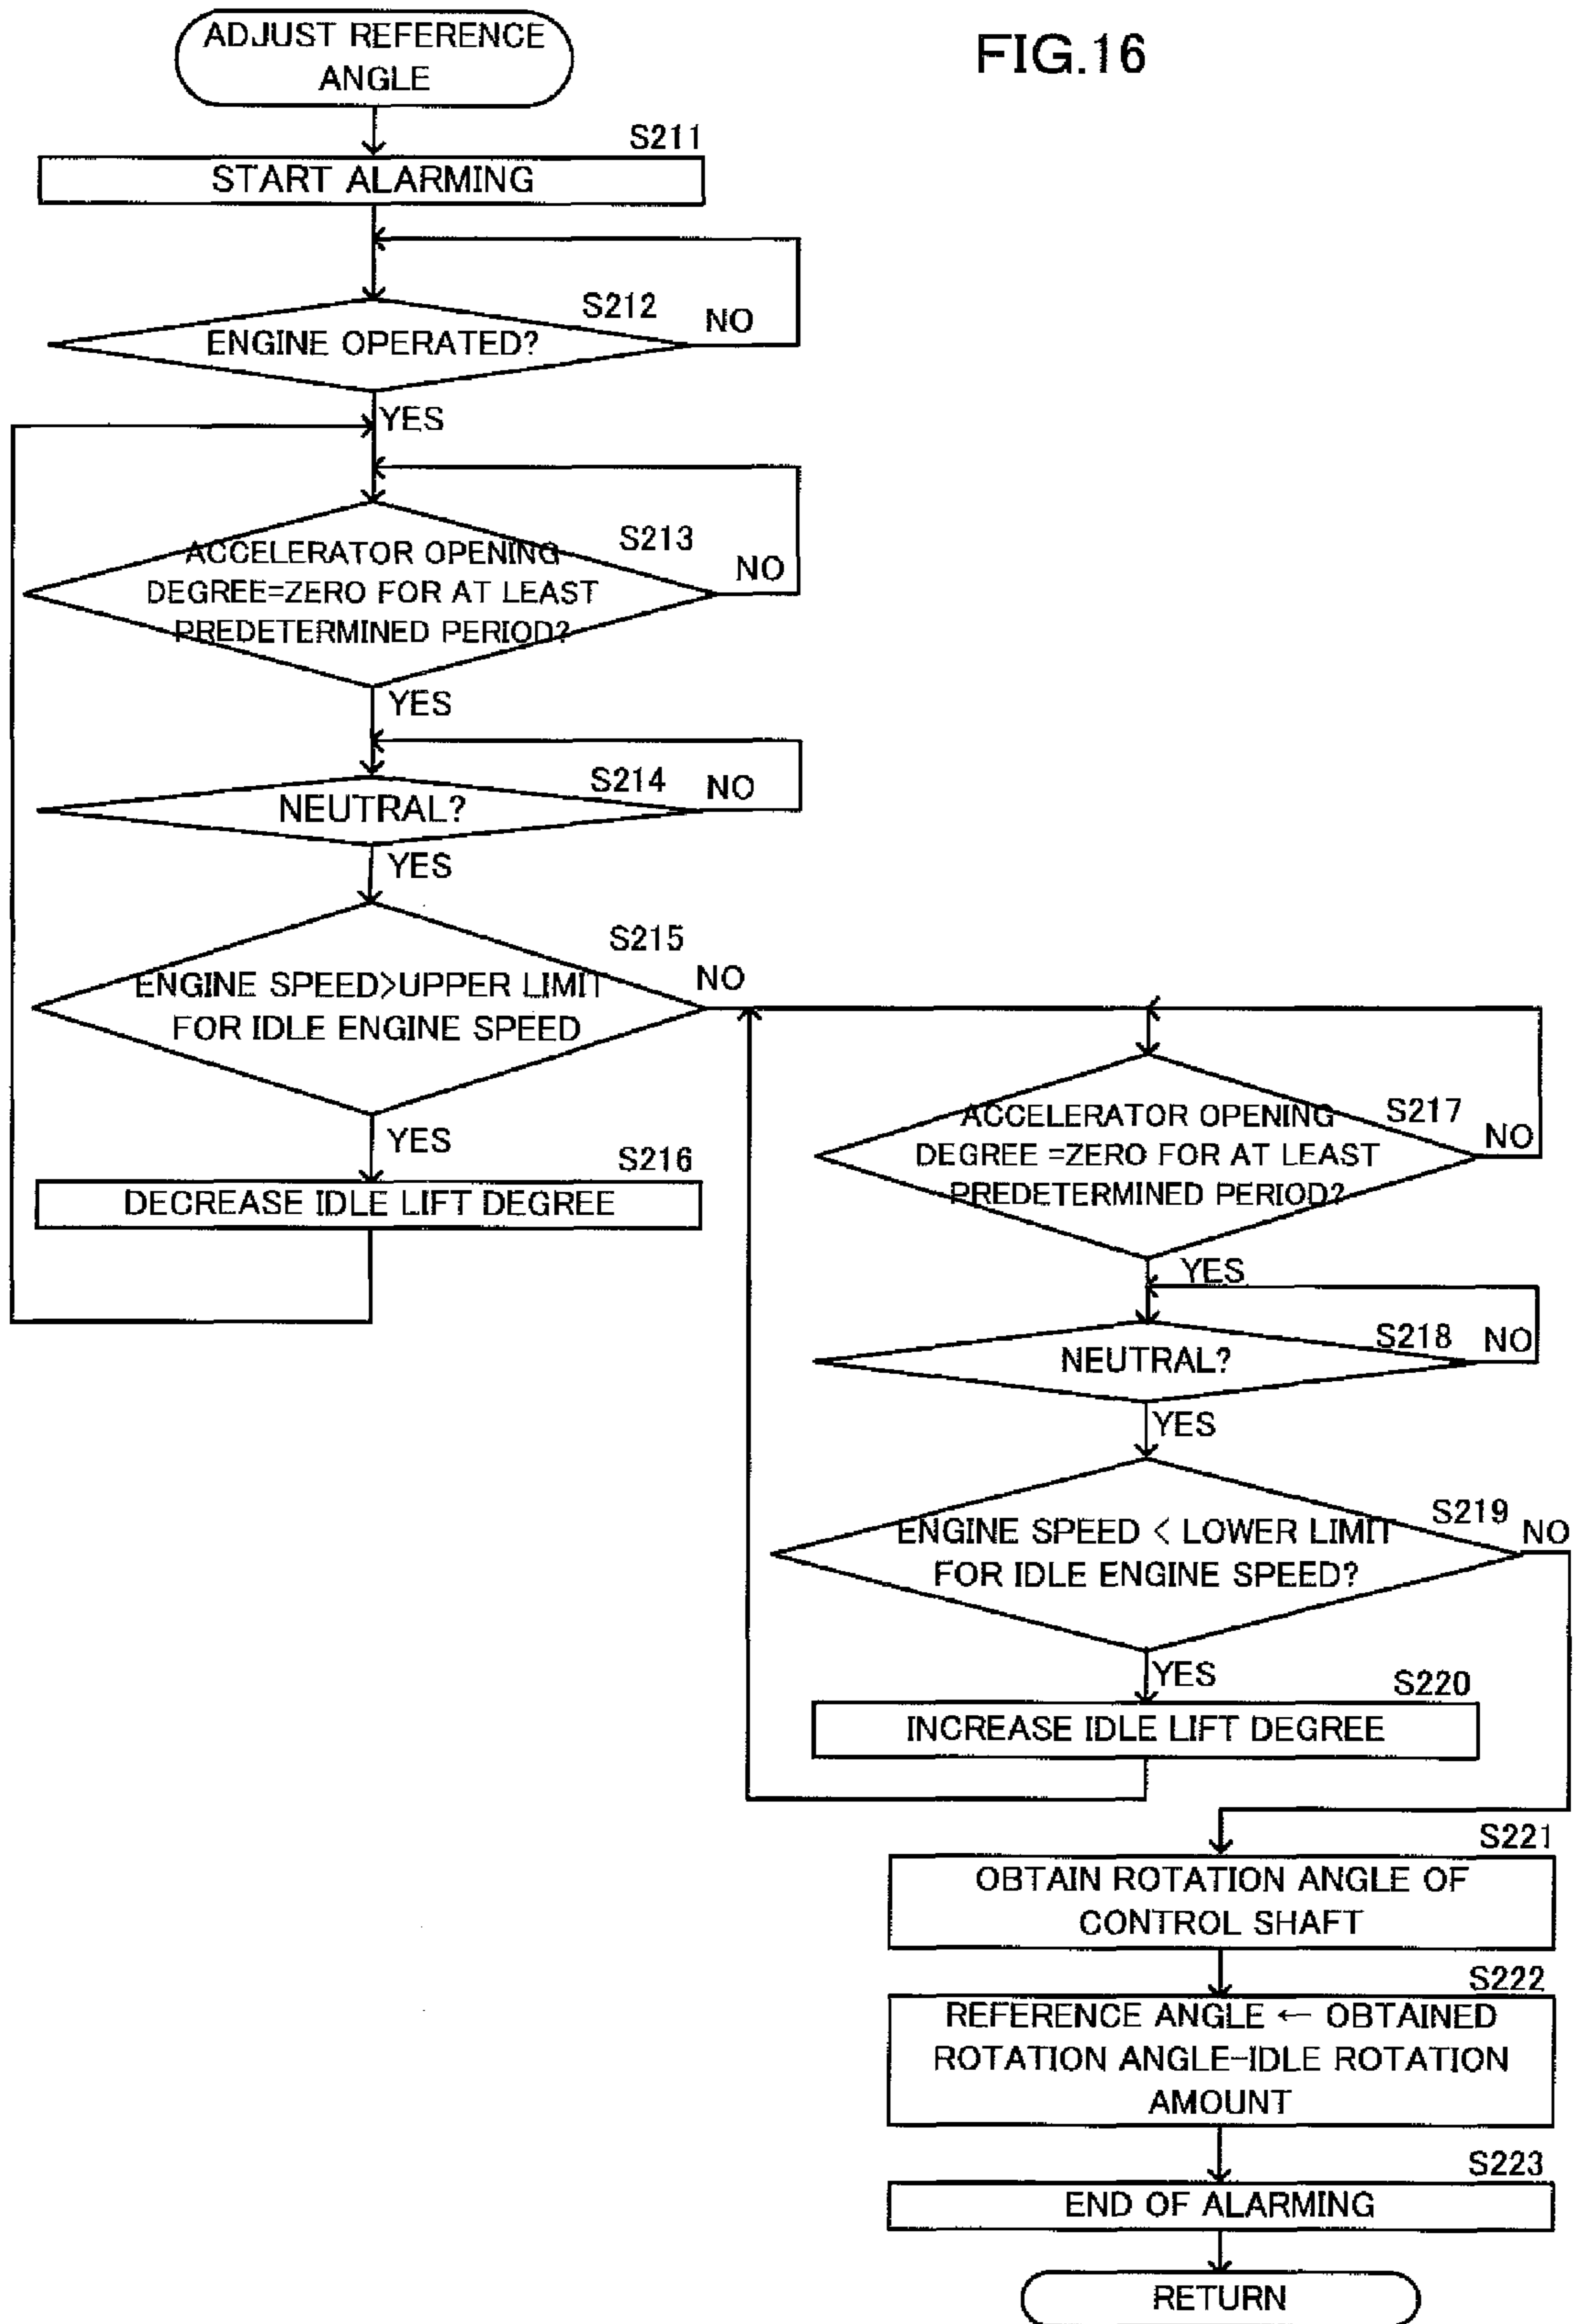 FIG.16
ADJUST REFERENCE
ANGLE
S211
START ALARMING
S212
NO
ENGINE OPERATED?
YES
S213
NO
ACCELERATOR OPENING
DEGREE=ZERO FOR AT LEAST
PREDETERMINED PERIOD?
YES
S214
NO
NEUTRAL?
YES
S215
NO
ENGINE SPEED>UPPER LIMIT
FOR IDLE ENGINE SPEED
YES
S216
DECREASE IDLE LIFT DEGREE
S217
NO
ACCELERATOR OPENING
DEGREE =ZERO FOR AT LEAST
PREDETERMINED PERIOD?
YES
S218
NO
NEUTRAL?
YES
S219
NO
ENGINE SPEED < LOWER LIMIT
FOR IDLE ENGINE SPEED?
YES
S220
INCREASE IDLE LIFT DEGREE
S221
OBTAIN ROTATION ANGLE OF
CONTROL SHAFT
S222
REFERENCE ANGLE ← OBTAINED
ROTATION ANGLE-IDLE ROTATION
AMOUNT
S223
END OF ALARMING
RETURN